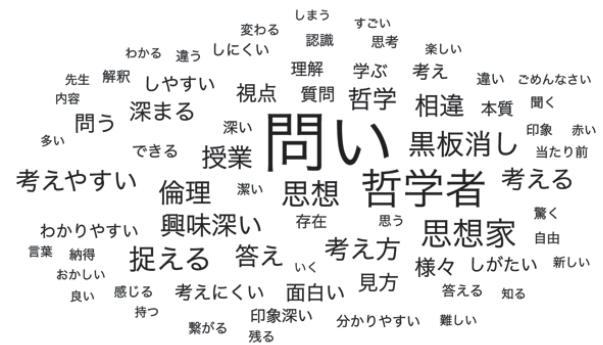 しまう すごい
変わる 認識 思考 楽しい
わかる 違う しにくい
理解 学ぶ 考え
先生 解釈 しやすい 違い ごめんなさい
内容 深まる 視点 質問 哲学 相違 本質 聞く
問う 深い 問い 黒板消し 印象 赤い
多い できる 授業 当たり前
考えやすい 倫理 潔い 思想 哲学者 考える
わかりやすい 興味深い 存在 思う 思想家 驚く
自由
言葉 納得 捉える 答え いく 考え方 様々 しがたい 新しい
おかしい
良い 感じる 考えにくい 面白い 見方 答える 知る
持つ 印象深い 分かりやすい 難しい
繋がる 残る